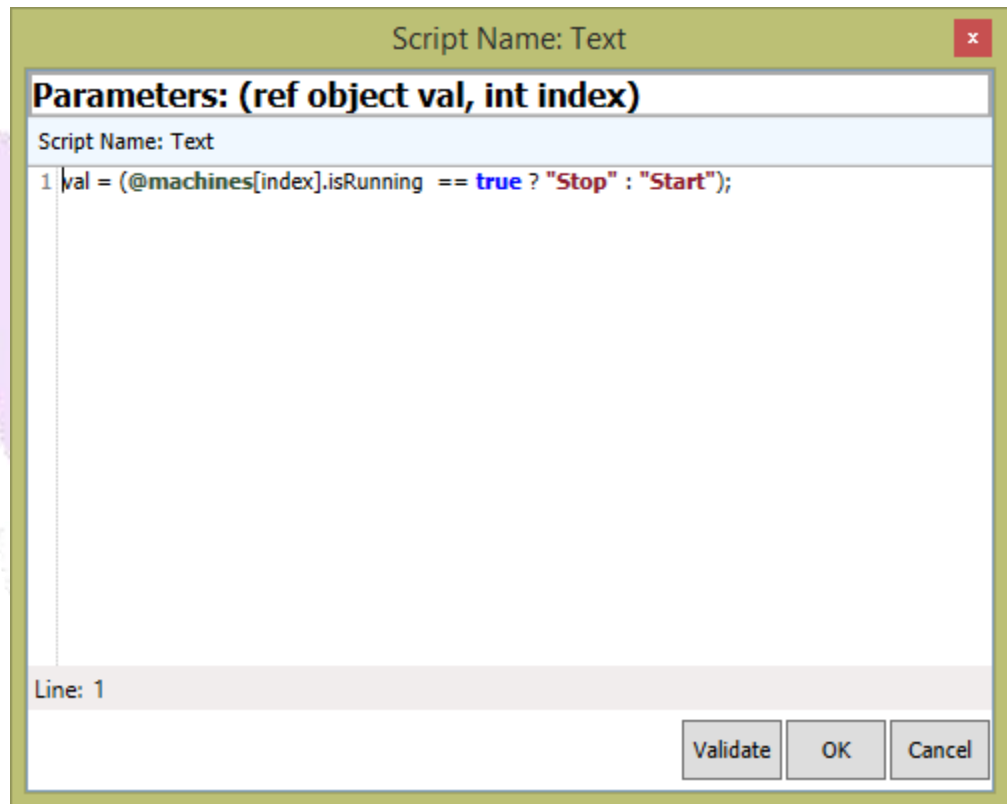 Script Name: Text
x
Parameters: (ref object val, int index)
Script Name: Text
1 val = (@machines[index].isRunning  == true ? "Stop" : "Start");
Line: 1
Validate OK Cancel